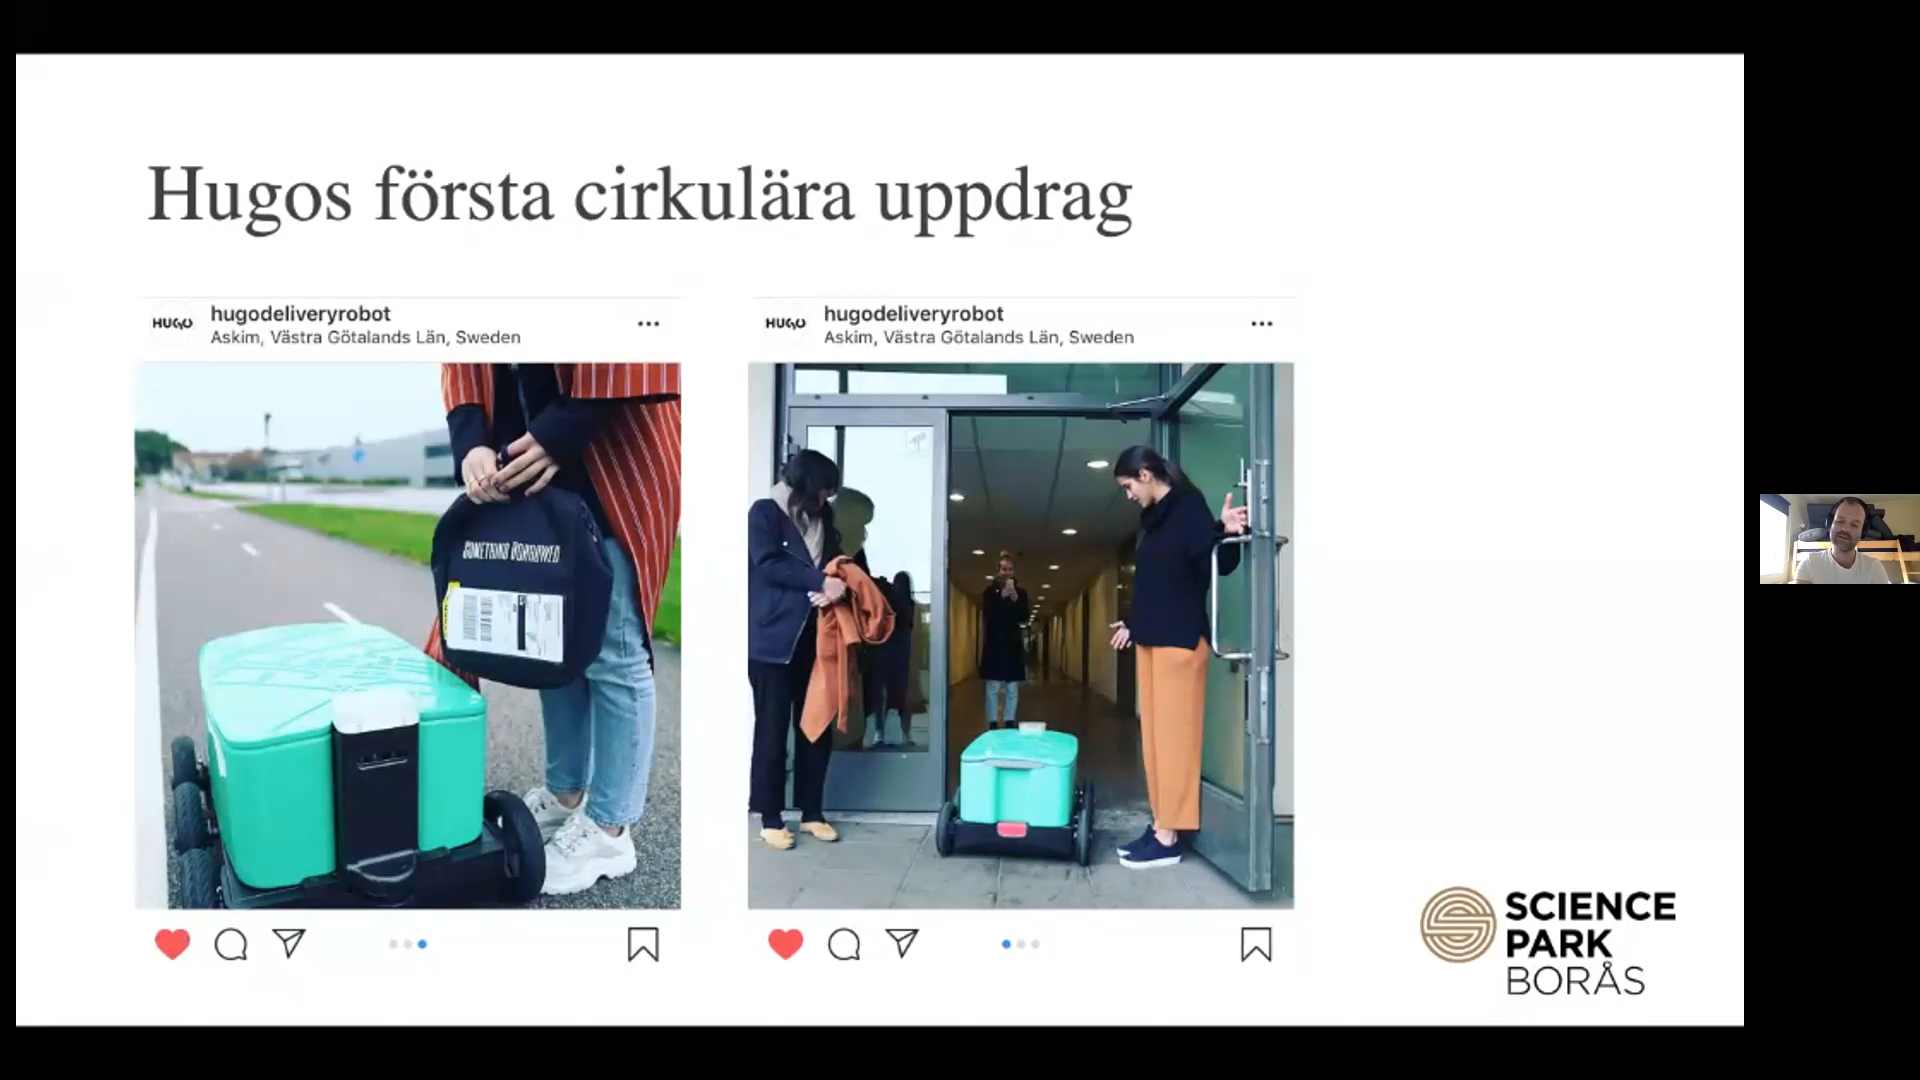 Hugos första cirkulära uppdrag
HUGO
hugodeliveryrobot
Askim, Västra Götalands Län, Sweden
HUGO
hugodeliveryrobot
Askim, Västra Götalands Län, Sweden
SOMETHING BORROWED
SCIENCE
PARK
BORÅS